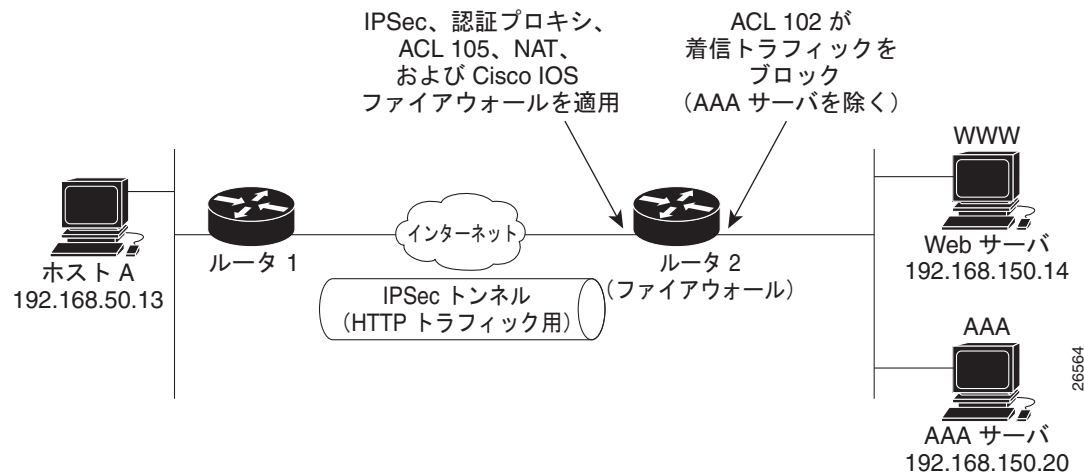 IPSec、認証プロキシ、
ACL 105、NAT、
および Cisco IOS
ファイアウォールを適用
ACL 102 が
着信トラフィックを
ブロック
（AAA サーバを除く）
WWW
Web サーバ
192.168.150.14
ホスト A
192.168.50.13
ルータ 1
インターネット
ルータ 2
（ファイアウォール）
IPSec トンネル
（HTTP トラフィック用）
AAA
AAA サーバ
192.168.150.20
26564